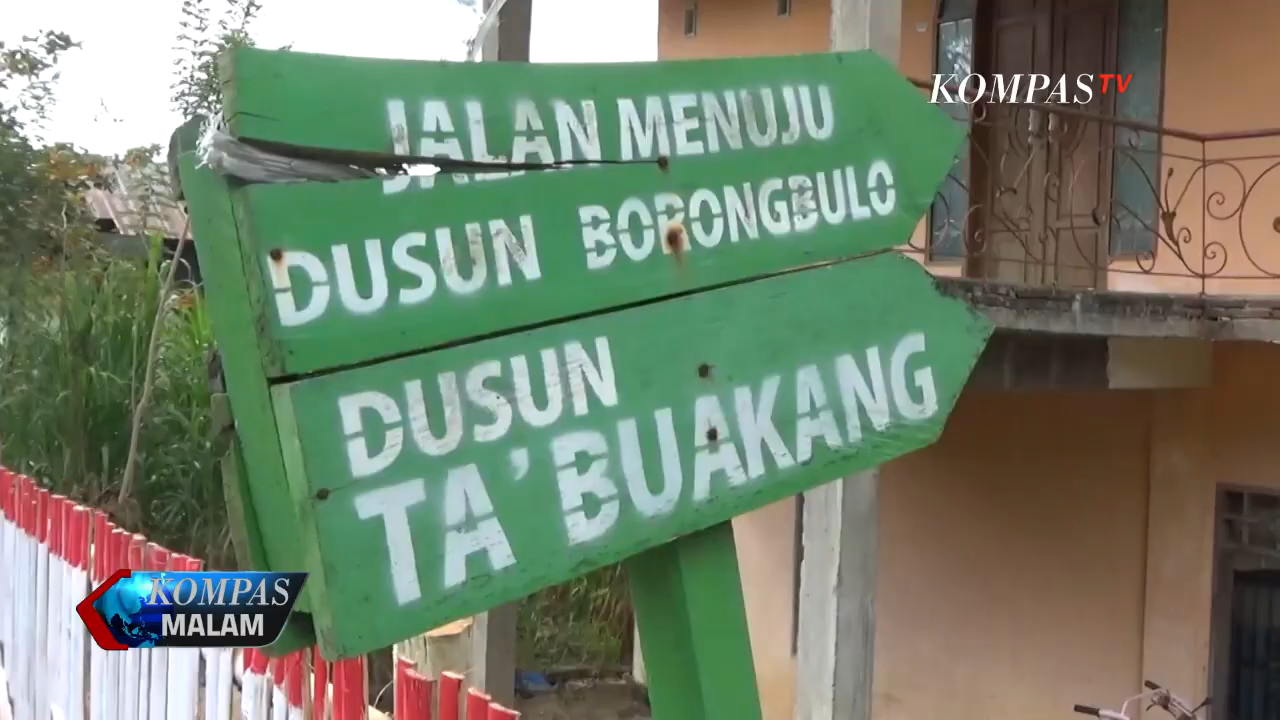 KOMPAS TV
JALAN MENUJU
DUSUN BORONGBULO
DUSUN
TA'BUAKANG
KOMPAS
MALAM